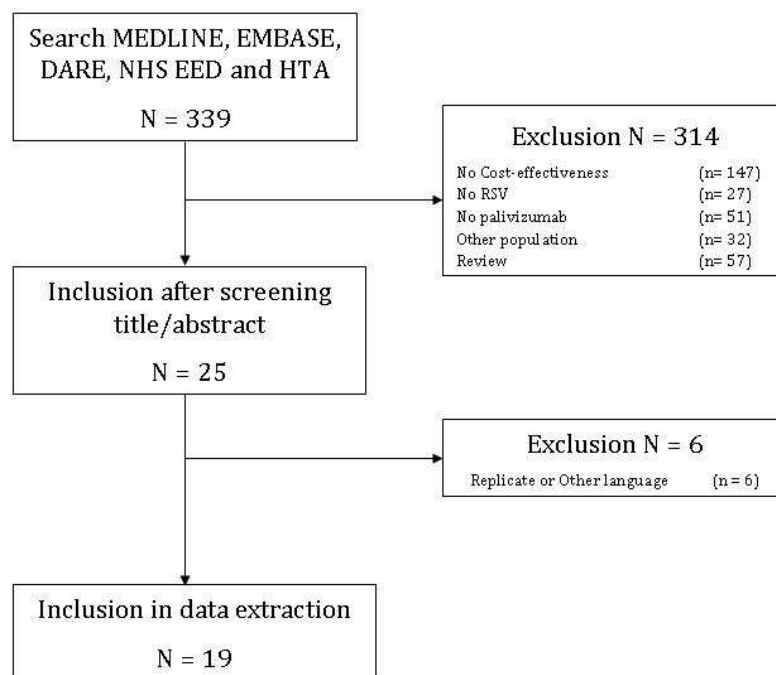 Search MEDLINE, EMBASE,
DARE, NHS EED and HTA
N = 339
Exclusion N = 314
No Cost-effectiveness (n= 147)
No RSV (n= 27)
No palivizumab (n= 51)
Other population (n= 32)
Review (n= 57)
Inclusion after screening
title/abstract
N = 25
Exclusion N = 6
Replicate or Other language (n = 6)
Inclusion in data extraction
N = 19